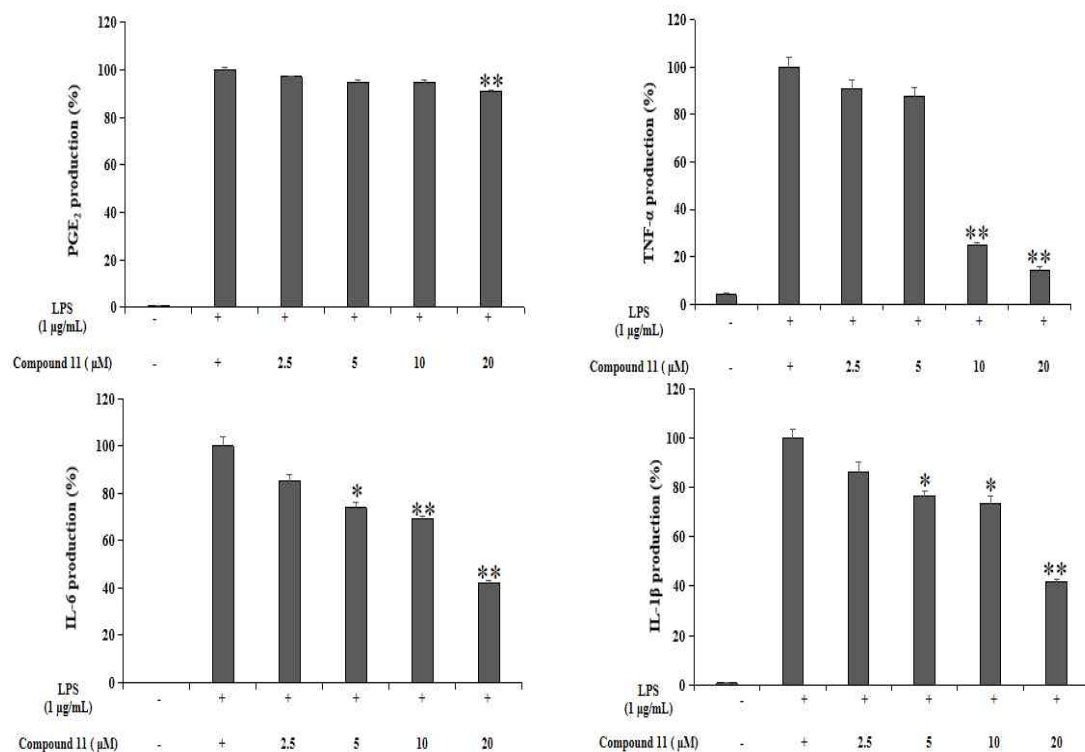 PGE₂ production (%)
120
100
80
60
40
20
0
LPS
(1 µg/mL)
- + + + + +
Compound 11 ( µM) - + 2.5 5 10 20
**
TNF-α production (%)
120
100
80
60
40
20
0
LPS
(1 µg/mL)
- + + + + +
Compound 11 ( µM) - + 2.5 5 10 20
** **
IL-6 production (%)
120
100
80
60
40
20
0
LPS
(1 µg/mL)
- + + + + +
Compound 11 ( µM) - + 2.5 5 10 20
* ** **
IL-1β production (%)
120
100
80
60
40
20
0
LPS
(1 µg/mL)
- + + + + +
Compound 11 ( µM) - + 2.5 5 10 20
* * **